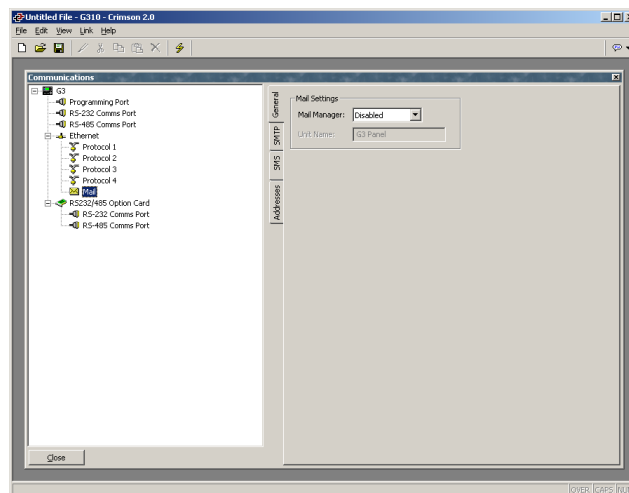 Untitled File - G310 - Crimson 2.0
File Edit View Link Help
Communications
G3
Programming Port
RS-232 Comms Port
RS-485 Comms Port
Ethernet
Protocol 1
Protocol 2
Protocol 3
Protocol 4
Mail
RS232/485 Option Card
RS-232 Comms Port
RS-485 Comms Port
General
SMTP
SMS
Addresses
Mail Settings
Mail Manager: Disabled
Unit Name: G3 Panel
Close
OVER CAPS NU